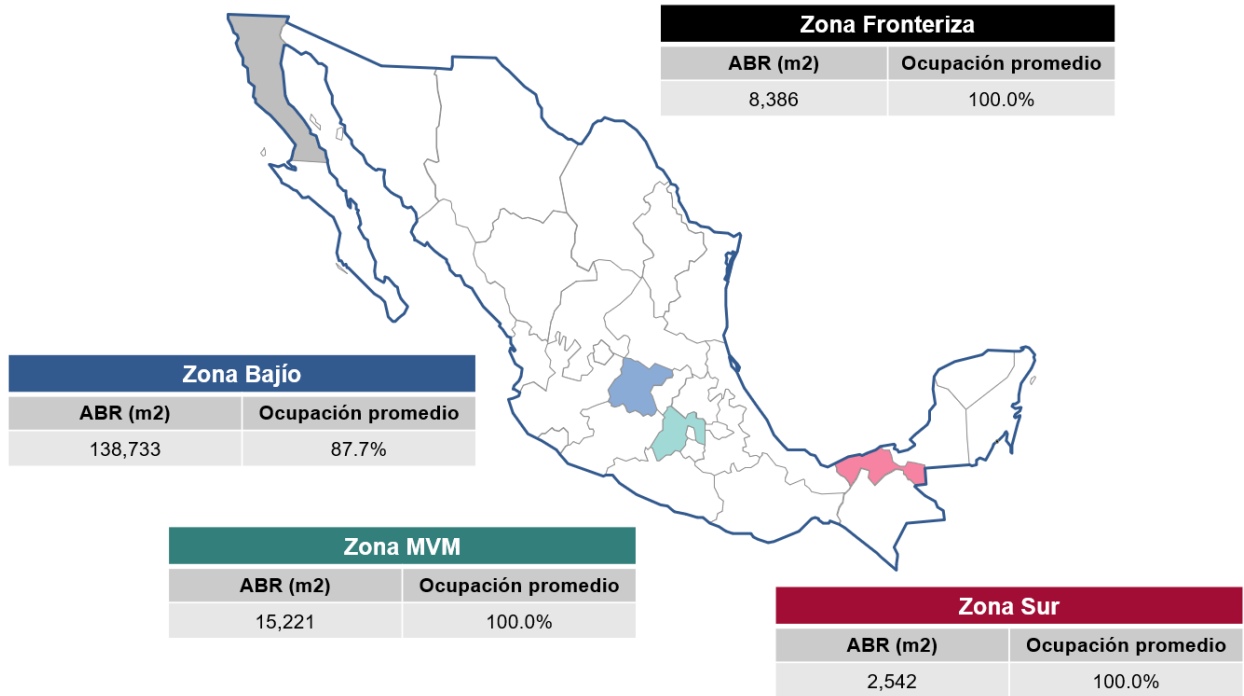 Zona Fronteriza
ABR (m2) Ocupación promedio
8,386 100.0%
Zona Bajío
ABR (m2) Ocupación promedio
138,733 87.7%
Zona MVM
ABR (m2) Ocupación promedio
15,221 100.0%
Zona Sur
ABR (m2) Ocupación promedio
2,542 100.0%